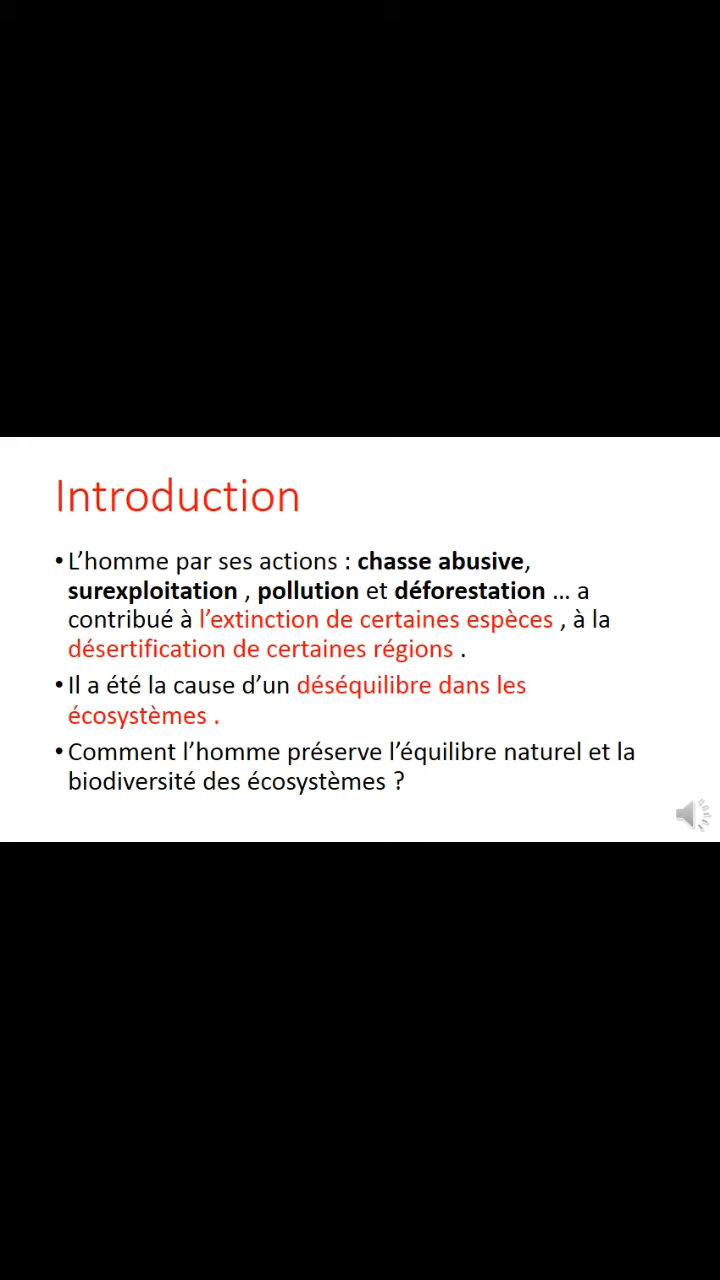 Introduction
•L’homme par ses actions : chasse abusive,
surexploitation , pollution et déforestation ... a
contribué à l’extinction de certaines espèces , à la
désertification de certaines régions .
•Il a été la cause d’un déséquilibre dans les
écosystèmes .
•Comment l’homme préserve l’équilibre naturel et la
biodiversité des écosystèmes ?